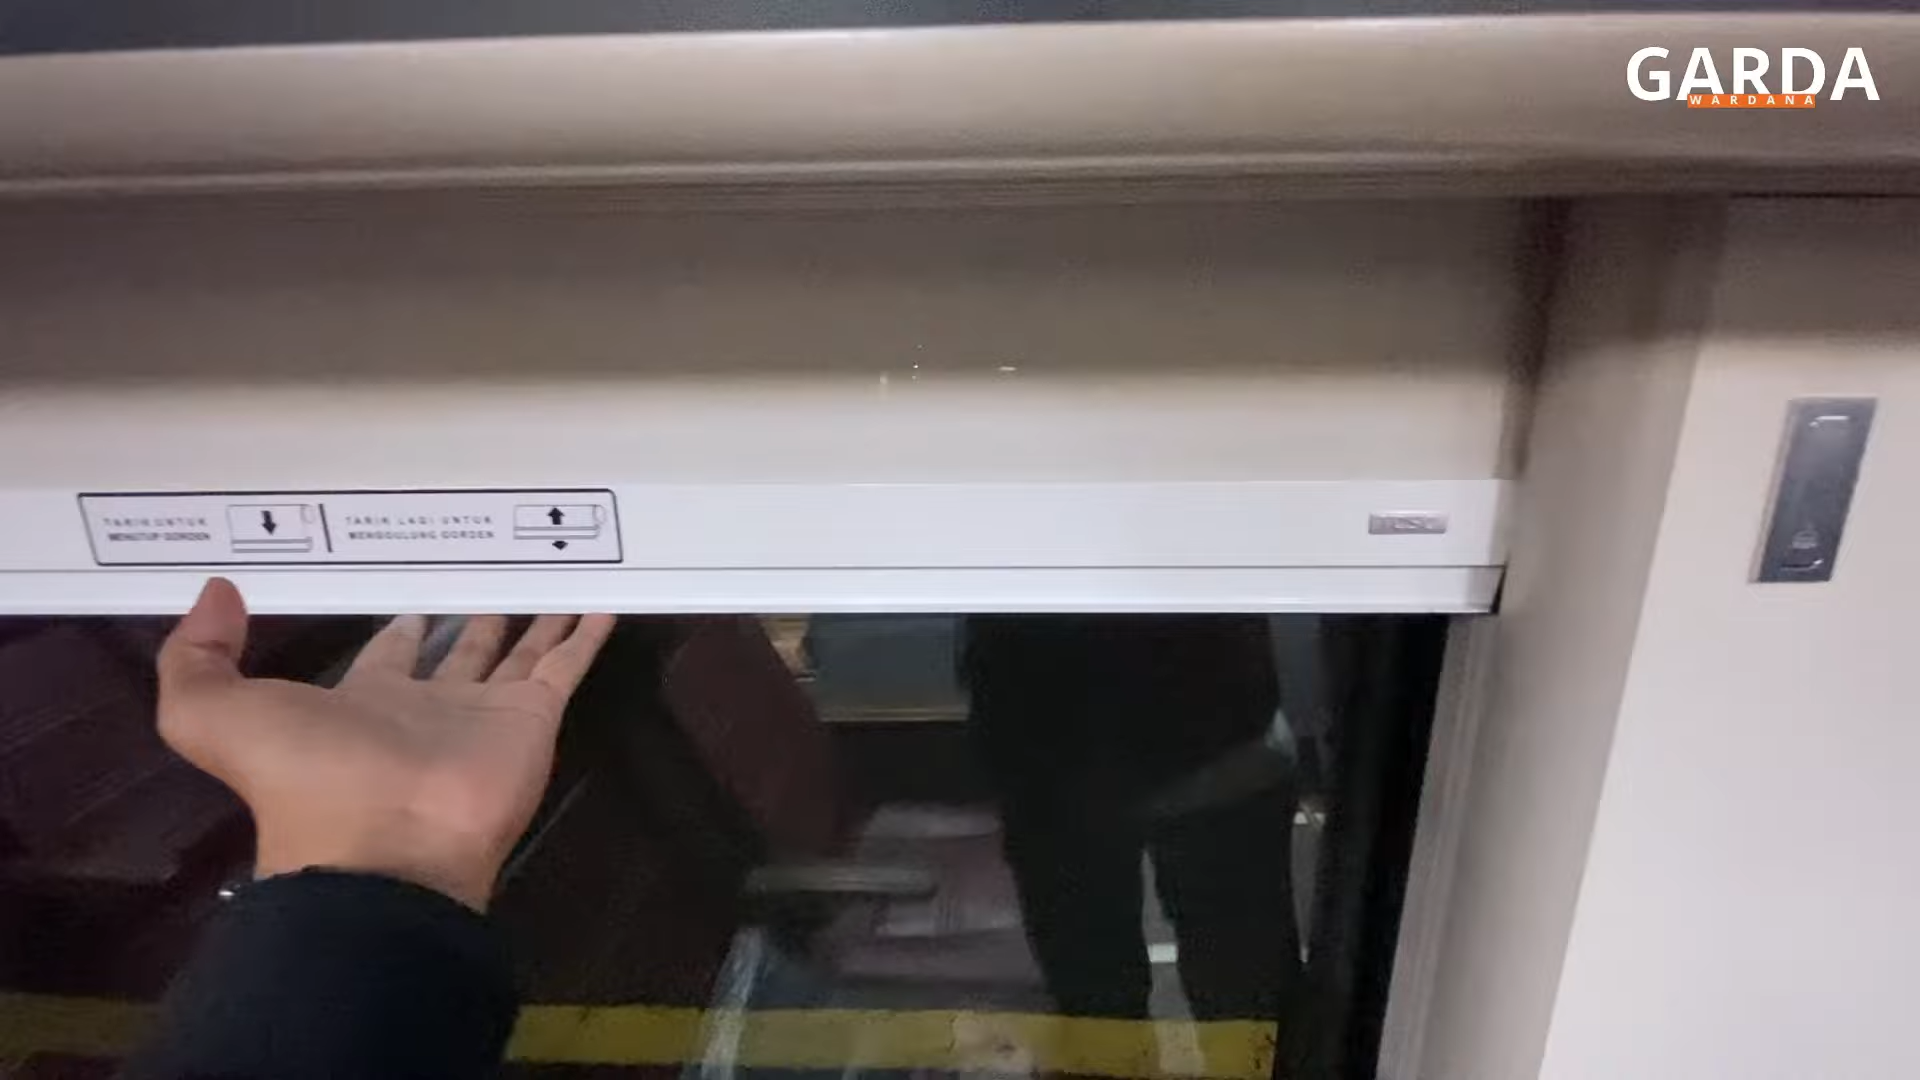 GARDA
WARDANA
TARIK UNTUK
MENUTUP GORDEN
TARIK LAGI UNTUK
MENGGULUNG GORDEN